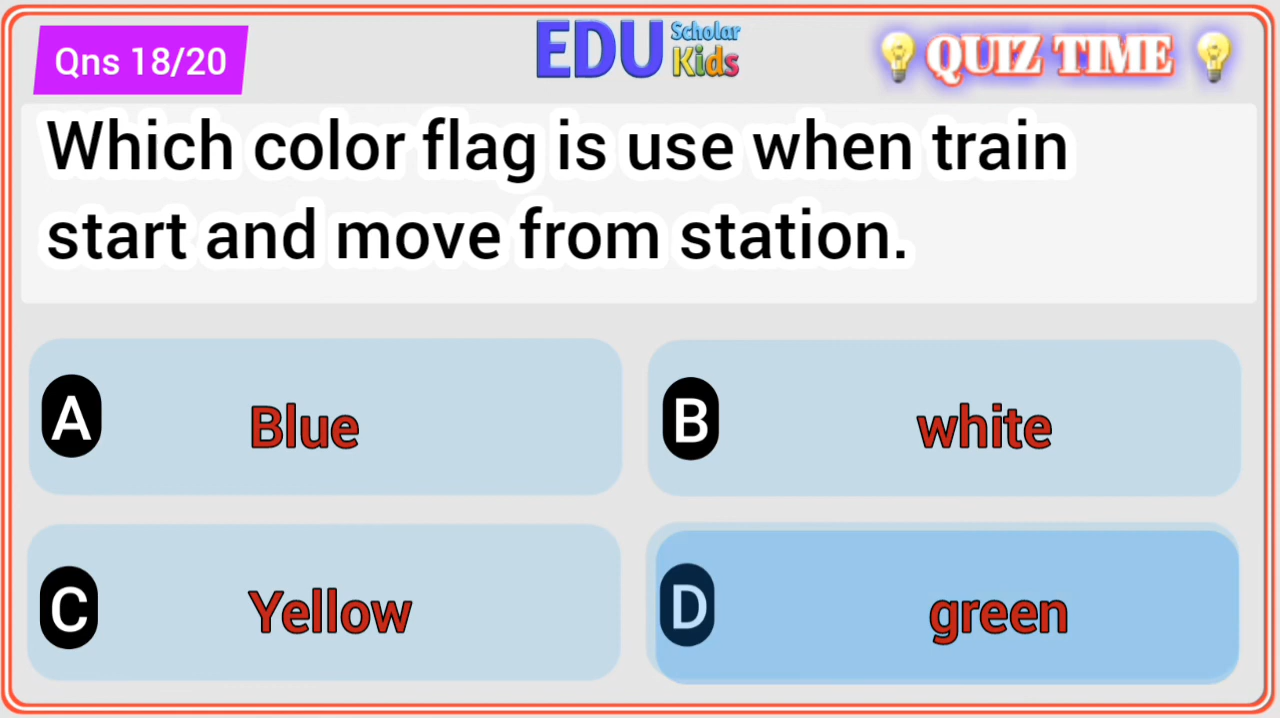 Qns 18/20
EDU Scholar Kids
QUIZ TIME
Which color flag is use when train
start and move from station.
A Blue
B white
C Yellow
D green